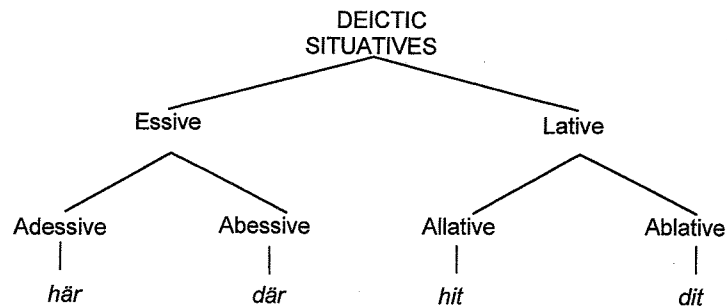 DEICTIC
SITUATIVES
Essive
Lative
Adessive
Abessive
Allative
Ablative
här
där
hit
dit